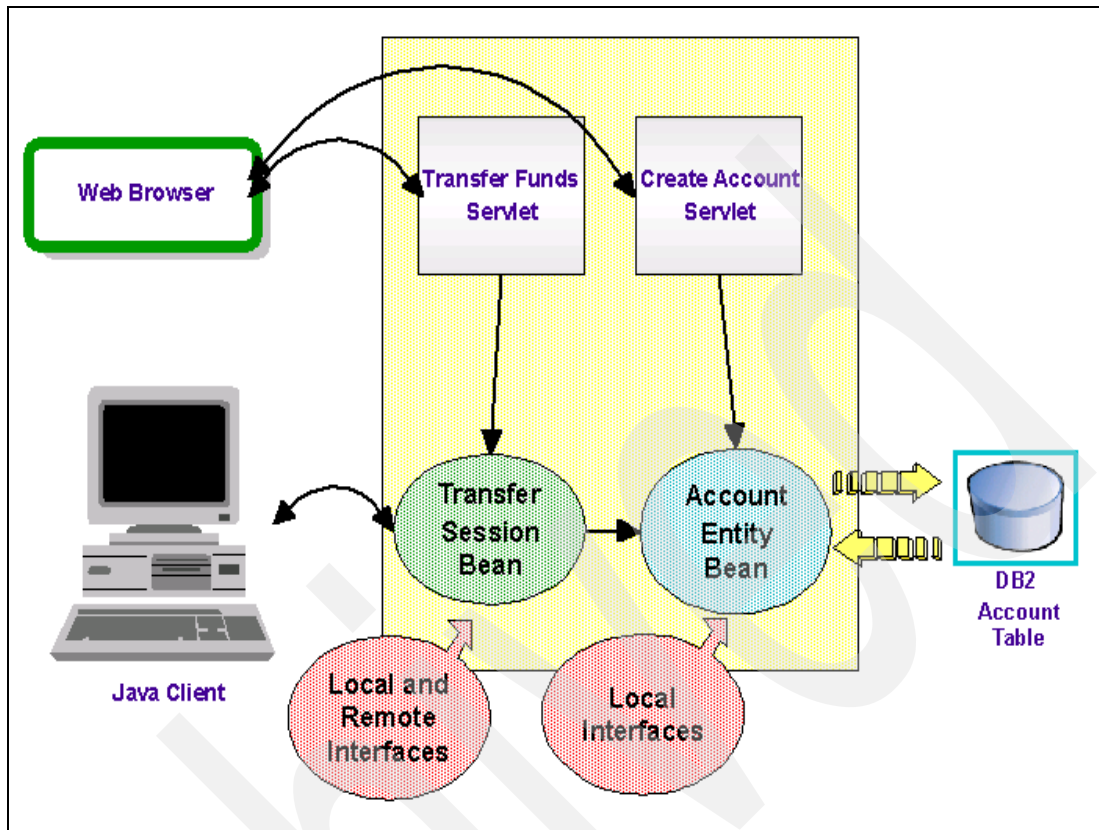 Web Browser
Transfer Funds
Servlet
Create Account
Servlet
Transfer
Session
Bean
Account
Entity
Bean
DB2
Account
Table
Java Client
Local and
Remote
Interfaces
Local
Interfaces